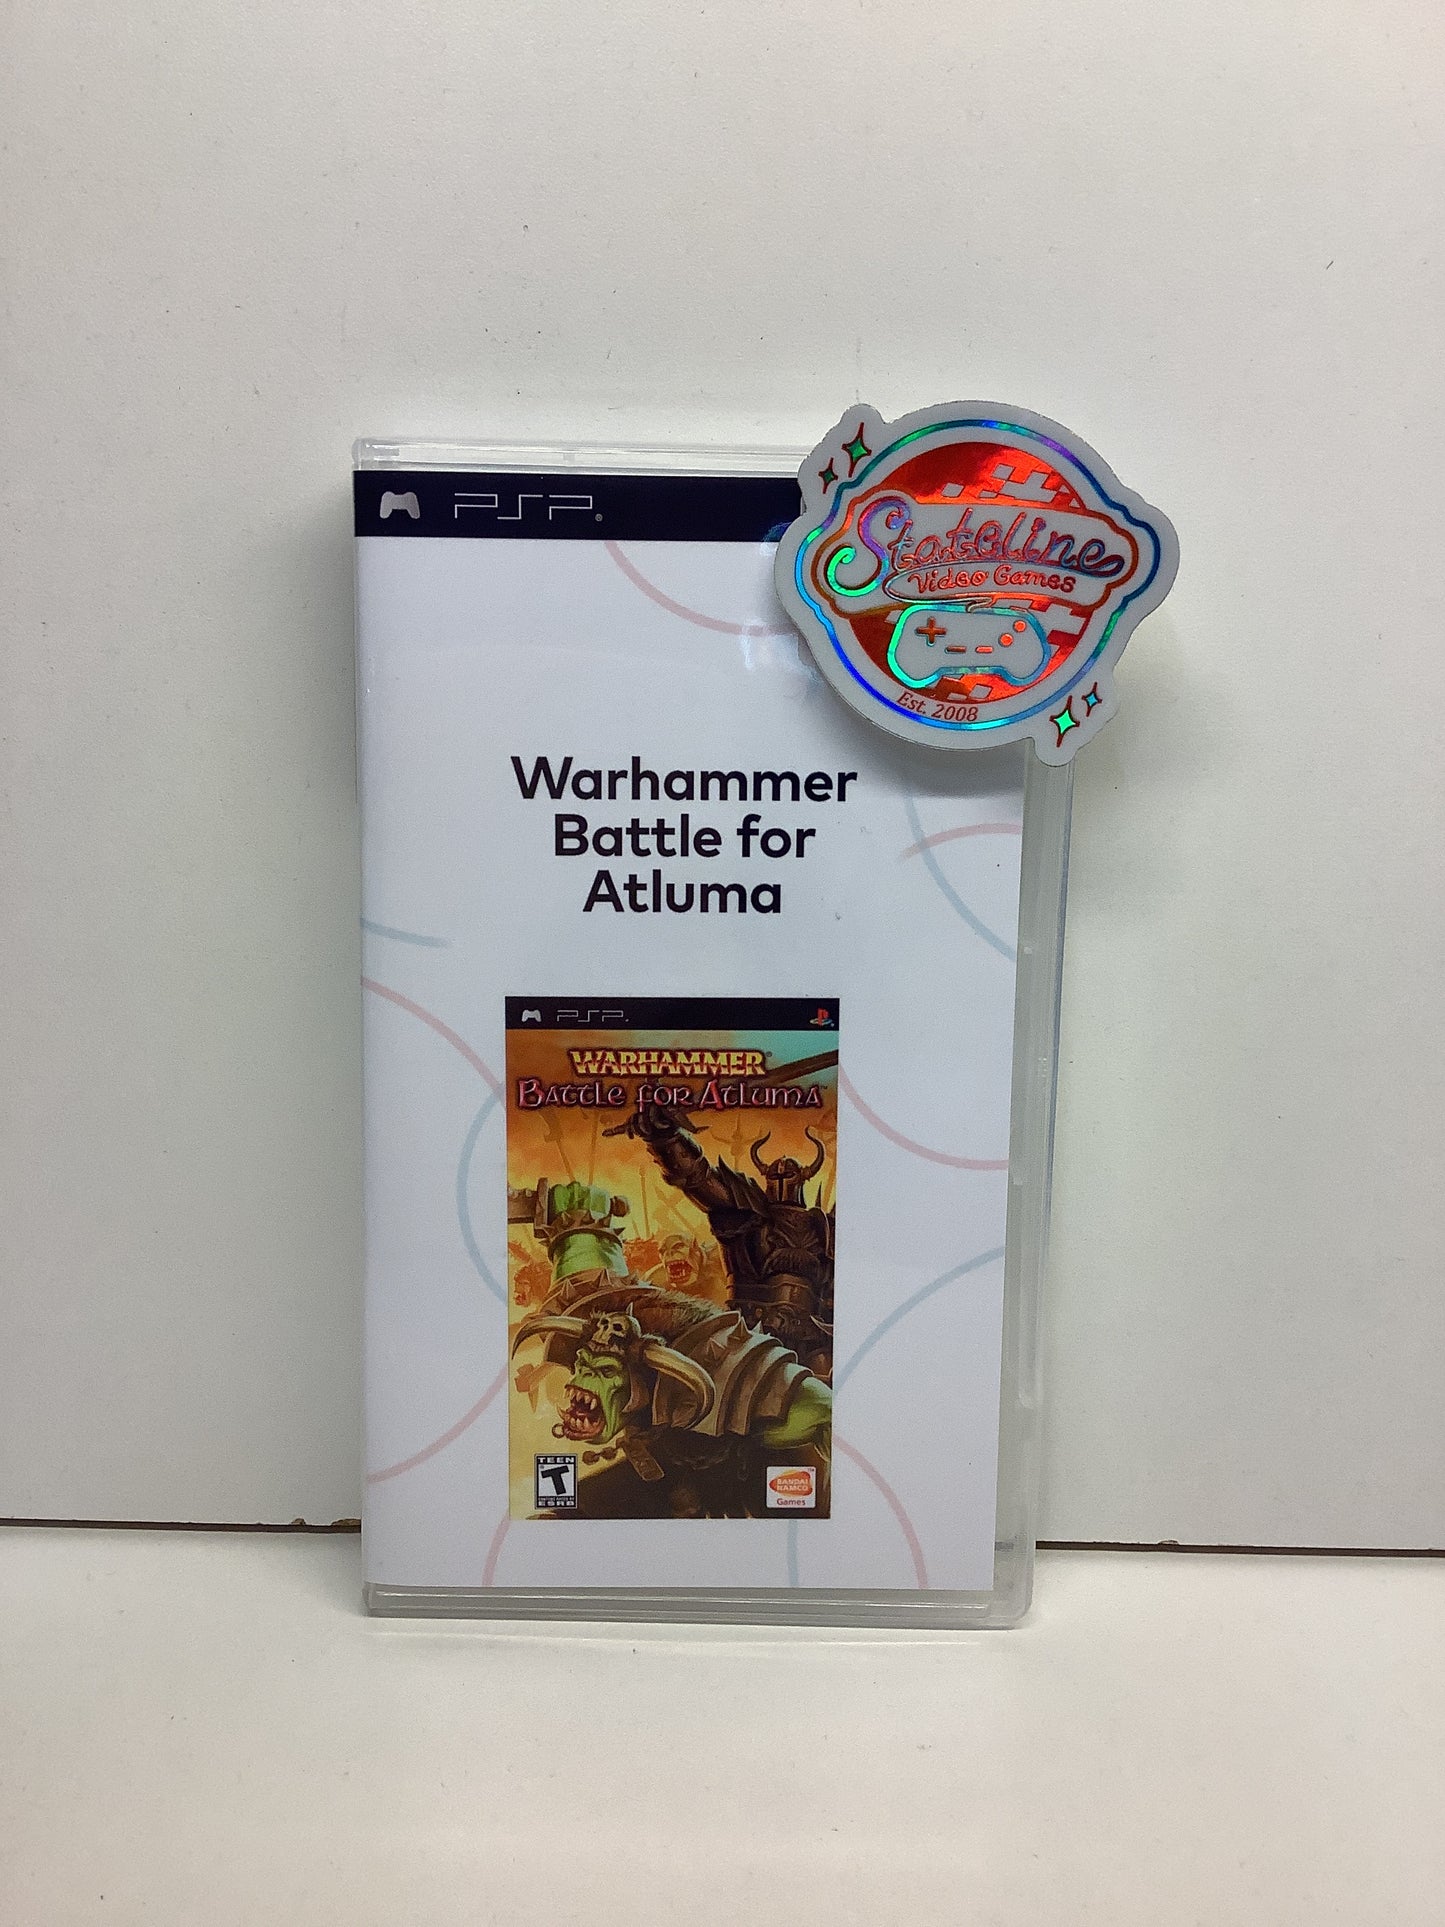 PSP.
Stateline
Video Games
Est. 2008
Warhammer
Battle for
Atluma
PSP.
WARHAMMER
Battle for Atluma
TEEN
T
ESRB
BANDAI
NAMCO
Games